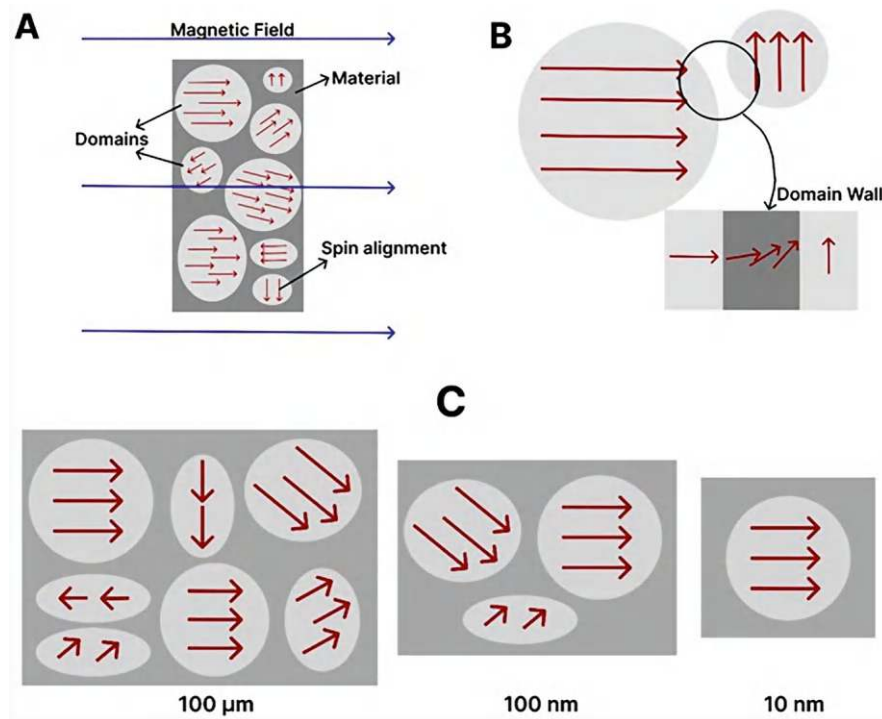 A
Magnetic Field
Material
Domains
Spin alignment
B
Domain Wall
C
100 μm
100 nm
10 nm